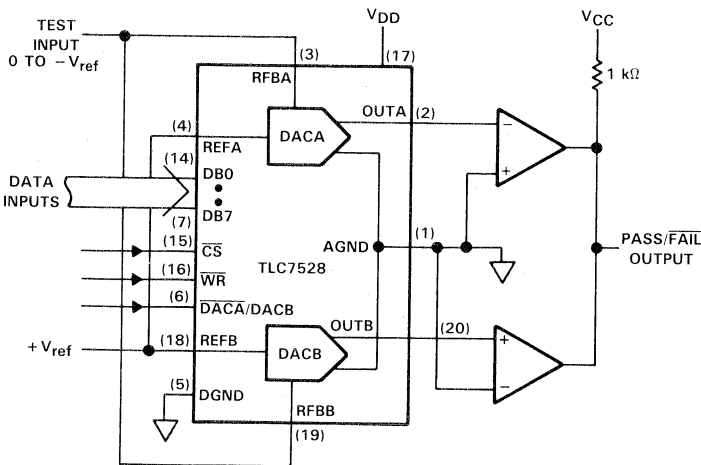 TEST
INPUT
0 TO −Vref
VDD
VCC
(3)
(17)
1 kΩ
RFBA
OUTA
(2)
−
+
(4)
REFA
DACA
(14)
DB0
DATA
INPUTS
DB7
(7)
(1)
AGND
PASS/FAIL
OUTPUT
(15)
CS
(16)
WR
TLC7528
(6)
DACA/DACB
OUTB
(20)
+Vref
(18)
REFB
DACB
+
−
(5)
DGND
RFBB
(19)